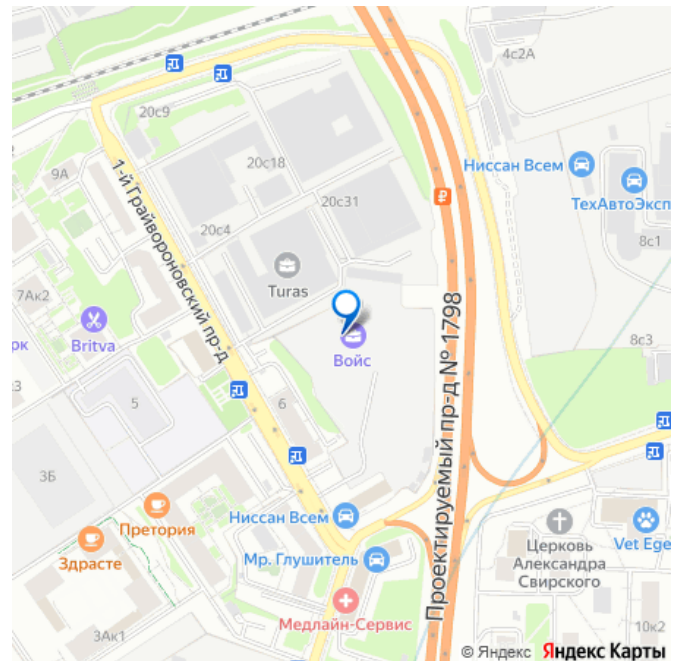 4с2А
20с9
Ниссан Всем
20с18
9А
ТехАвтоЭксп
1-й Грайвороновский пр-д
20с31
20с4
8с1
Turas
7Ак2
Проектируемый пр-д № 1798
рк
Britva
Войс
8с3
5
6
3Б
Ниссан Всем
Претория
Церковь
Александра
Свирского
Vet Ege
Здрасте
Мр. Глушитель
Медлайн-Сервис
10к2
3Ак1
© Яндекс Яндекс Карты